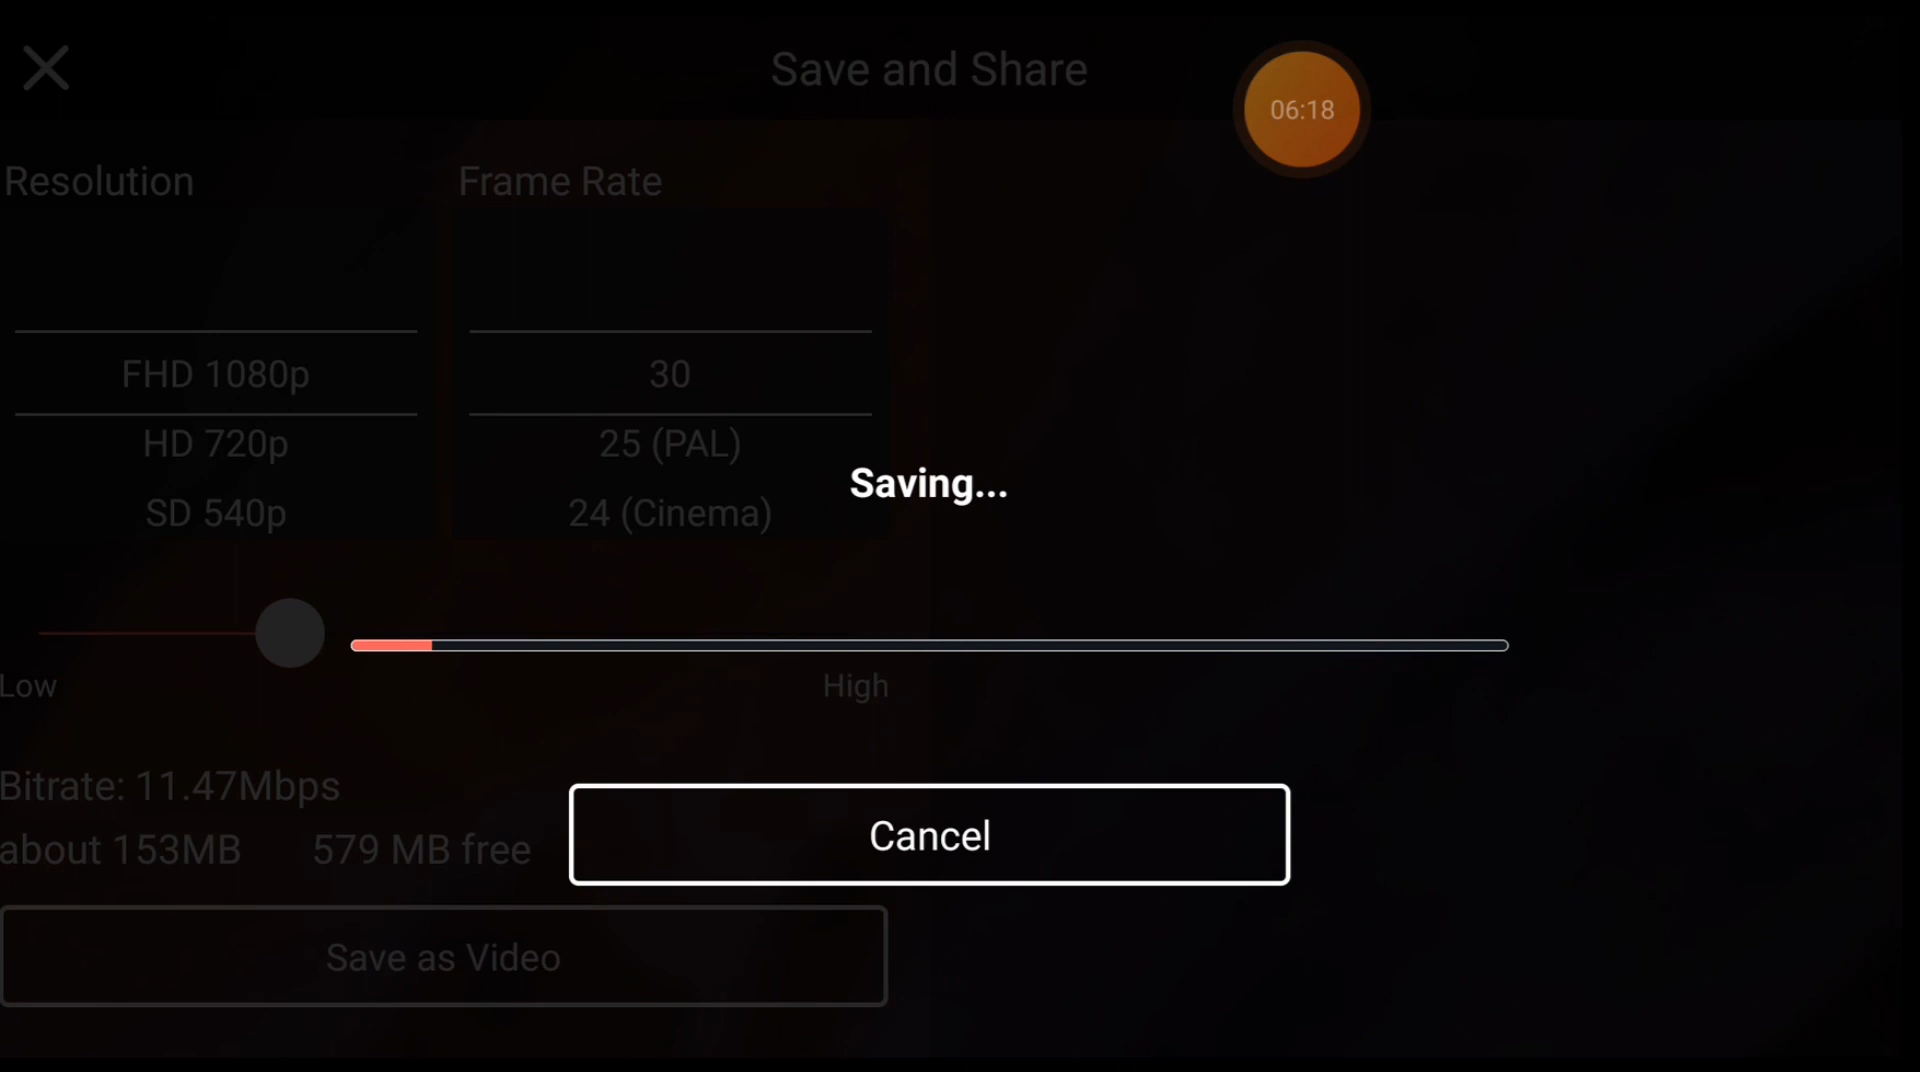 Save and Share
06:18
Resolution
Frame Rate
FHD 1080p
30
HD 720p
25 (PAL)
Saving...
SD 540p
24 (Cinema)
Low
High
Bitrate: 11.47Mbps
Cancel
about 153MB
579 MB free
Save as Video